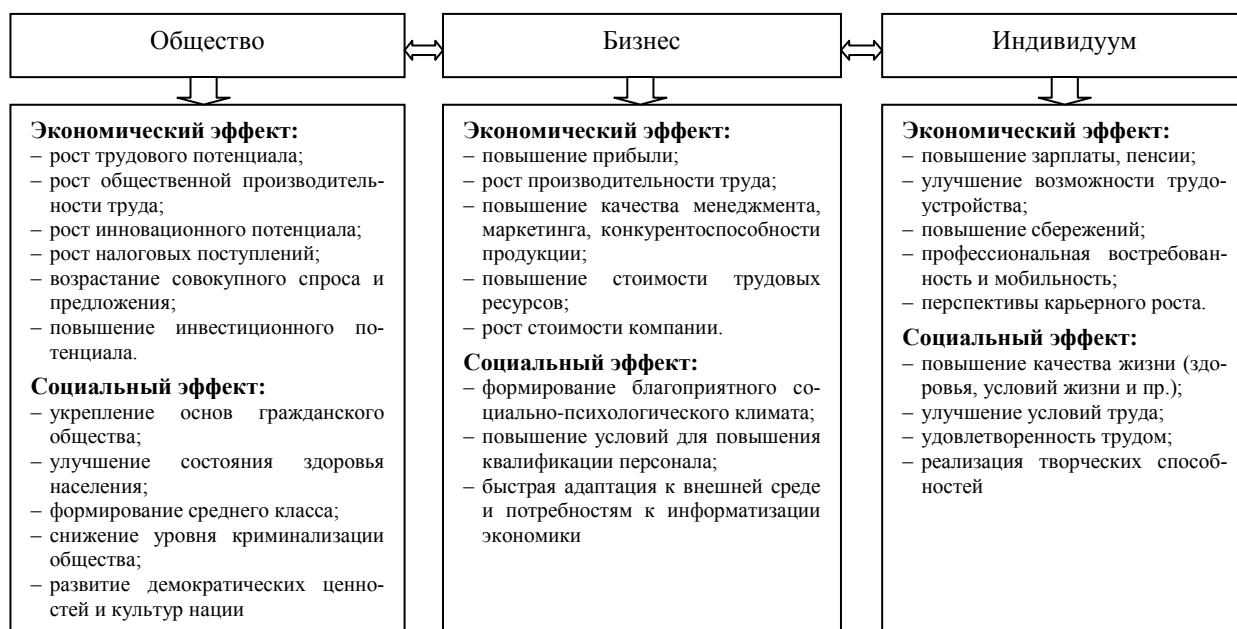 Общество
Бизнес
Индивидуум
Экономический эффект:
– рост трудового потенциала;
– рост общественной производитель-
ности труда;
– рост инновационного потенциала;
– рост налоговых поступлений;
– возрастание совокупного спроса и
предложения;
– повышение инвестиционного по-
тенциала.
Социальный эффект:
– укрепление основ гражданского
общества;
– улучшение состояния здоровья
населения;
– формирование среднего класса;
– снижение уровня криминализации
общества;
– развитие демократических ценно-
стей и культур нации
Экономический эффект:
– повышение прибыли;
– рост производительности труда;
– повышение качества менеджмента,
маркетинга, конкурентоспособности
продукции;
– повышение стоимости трудовых
ресурсов;
– рост стоимости компании.
Социальный эффект:
– формирование благоприятного со-
циально-психологического климата;
– повышение условий для повышения
квалификации персонала;
– быстрая адаптация к внешней среде
и потребностям к информатизации
экономики
Экономический эффект:
– повышение зарплаты, пенсии;
– улучшение возможности трудо-
устройства;
– повышение сбережений;
– профессиональная востребован-
ность и мобильность;
– перспективы карьерного роста.
Социальный эффект:
– повышение качества жизни (здо-
ровья, условий жизни и пр.);
– улучшение условий труда;
– удовлетворенность трудом;
– реализация творческих способ-
ностей